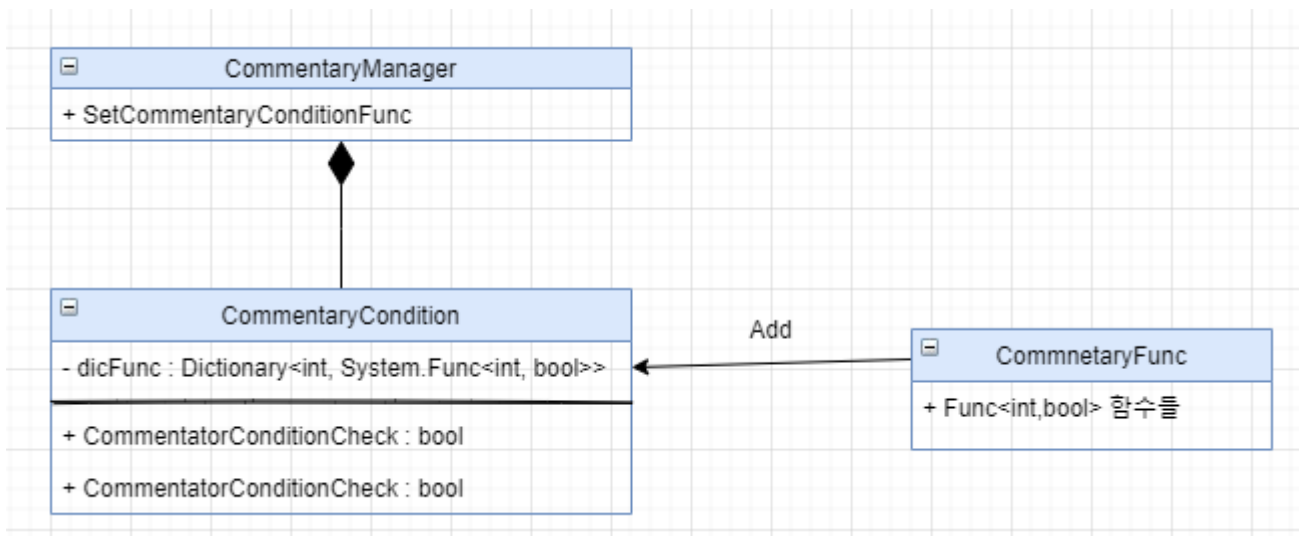 CommentaryManager
+ SetCommentaryConditionFunc
CommentaryCondition
- dicFunc : Dictionary<int, System.Func<int, bool>>
+ CommentatorConditionCheck : bool
+ CommentatorConditionCheck : bool
Add
CommnetaryFunc
+ Func<int,bool> 함수들